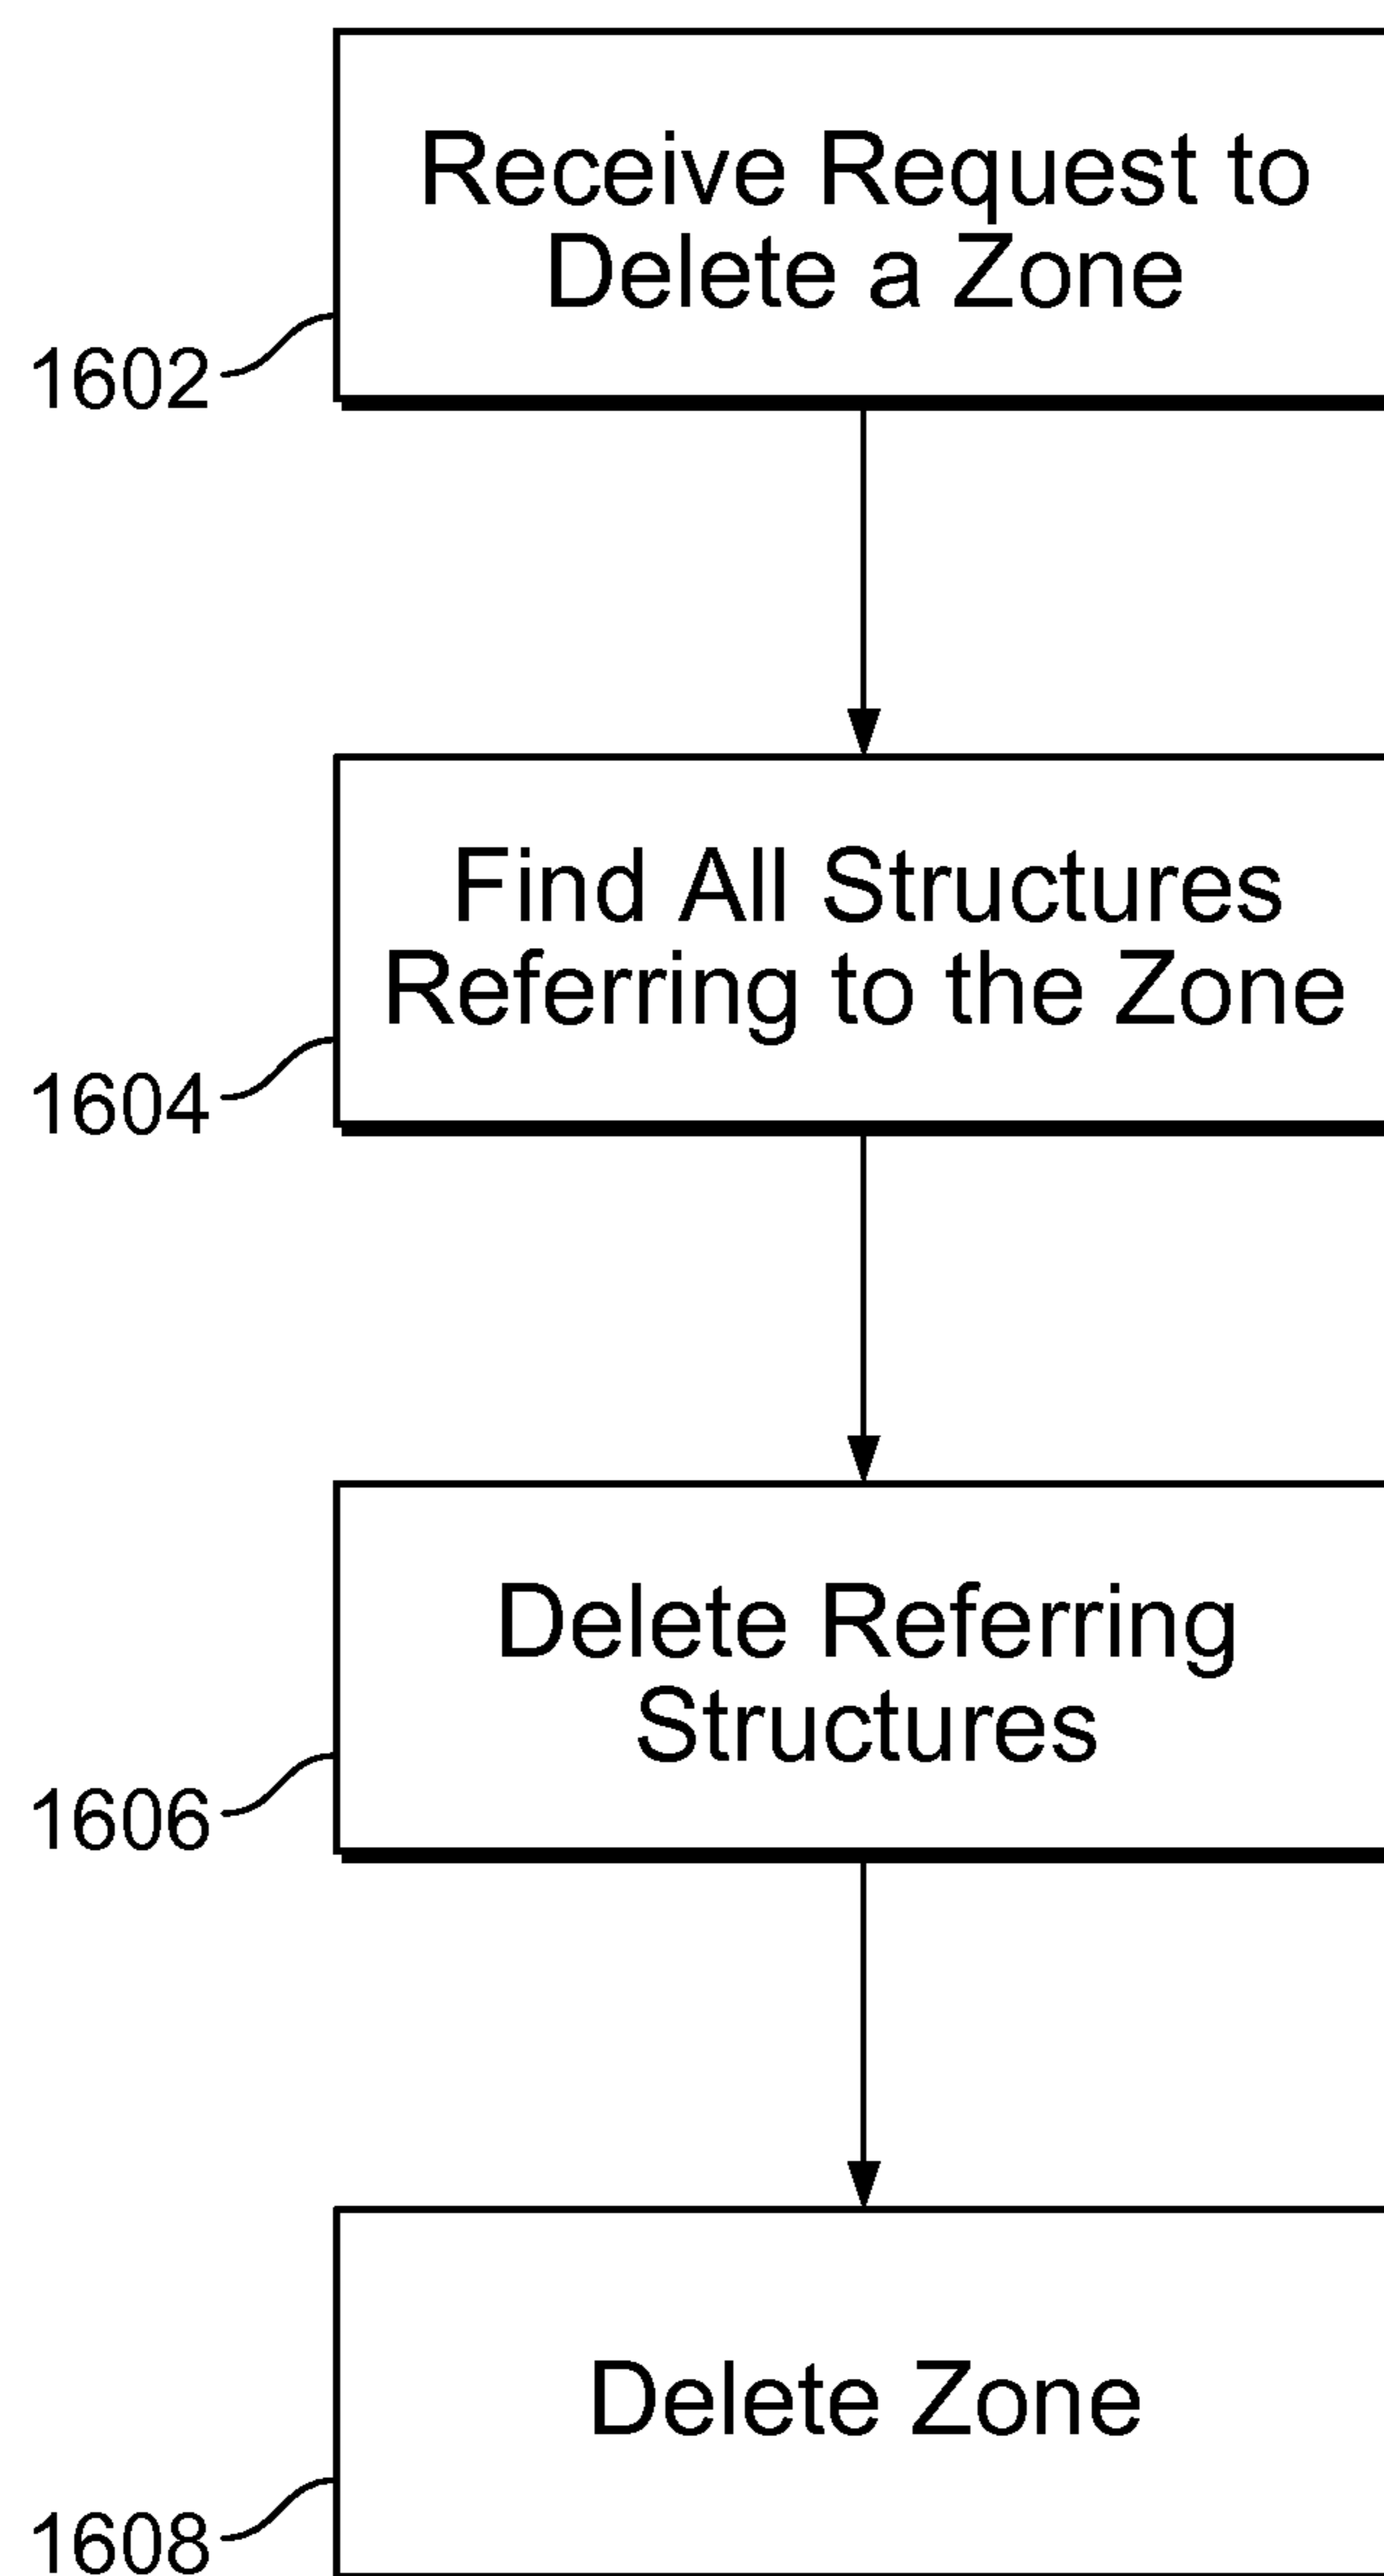 Receive Request to
Delete a Zone
1602
Find All Structures
Referring to the Zone
1604
Delete Referring
Structures
1606
Delete Zone
1608